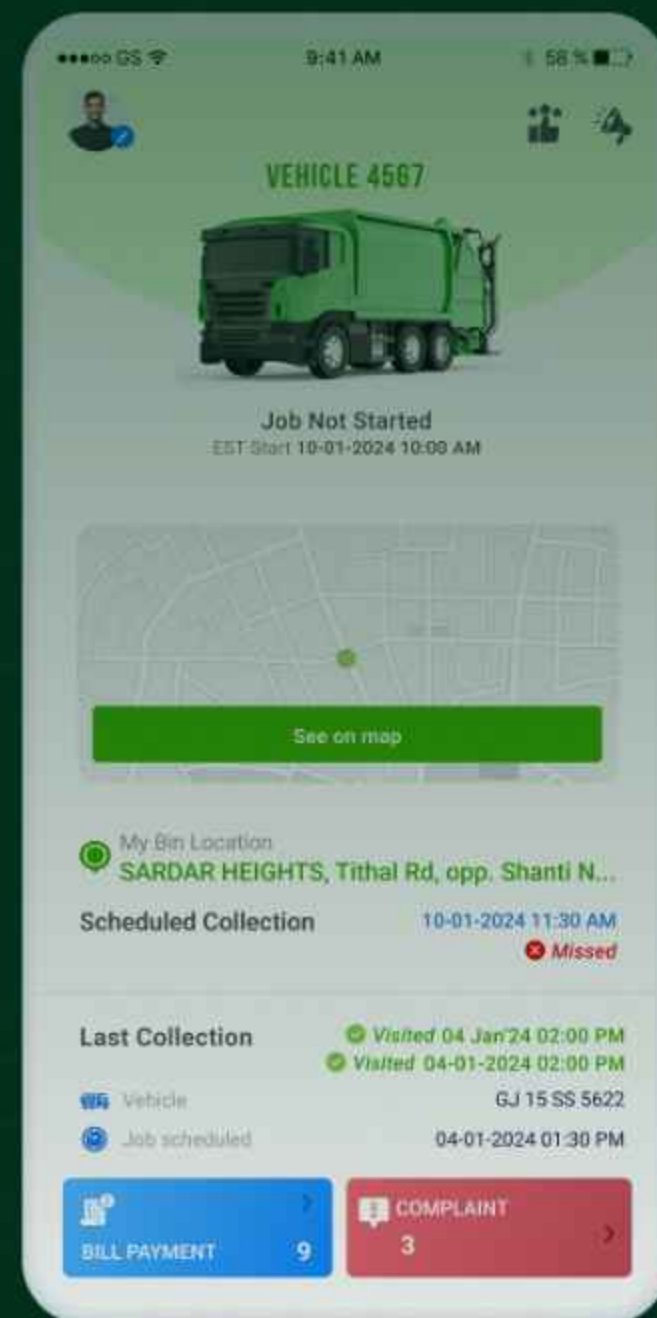 GS
9:41 AM
58 %
VEHICLE 4567
Job Not Started
EST Start 10-01-2024 10:00 AM
See on map
My Bin Location
SARDAR HEIGHTS, Tithal Rd, opp. Shanti N...
Scheduled Collection
10-01-2024 11:30 AM
Missed
Last Collection
Visited 04 Jan'24 02:00 PM
Visited 04-01-2024 02:00 PM
Vehicle
GJ 15 SS 5622
Job scheduled
04-01-2024 01:30 PM
BILL PAYMENT 9
COMPLAINT
3